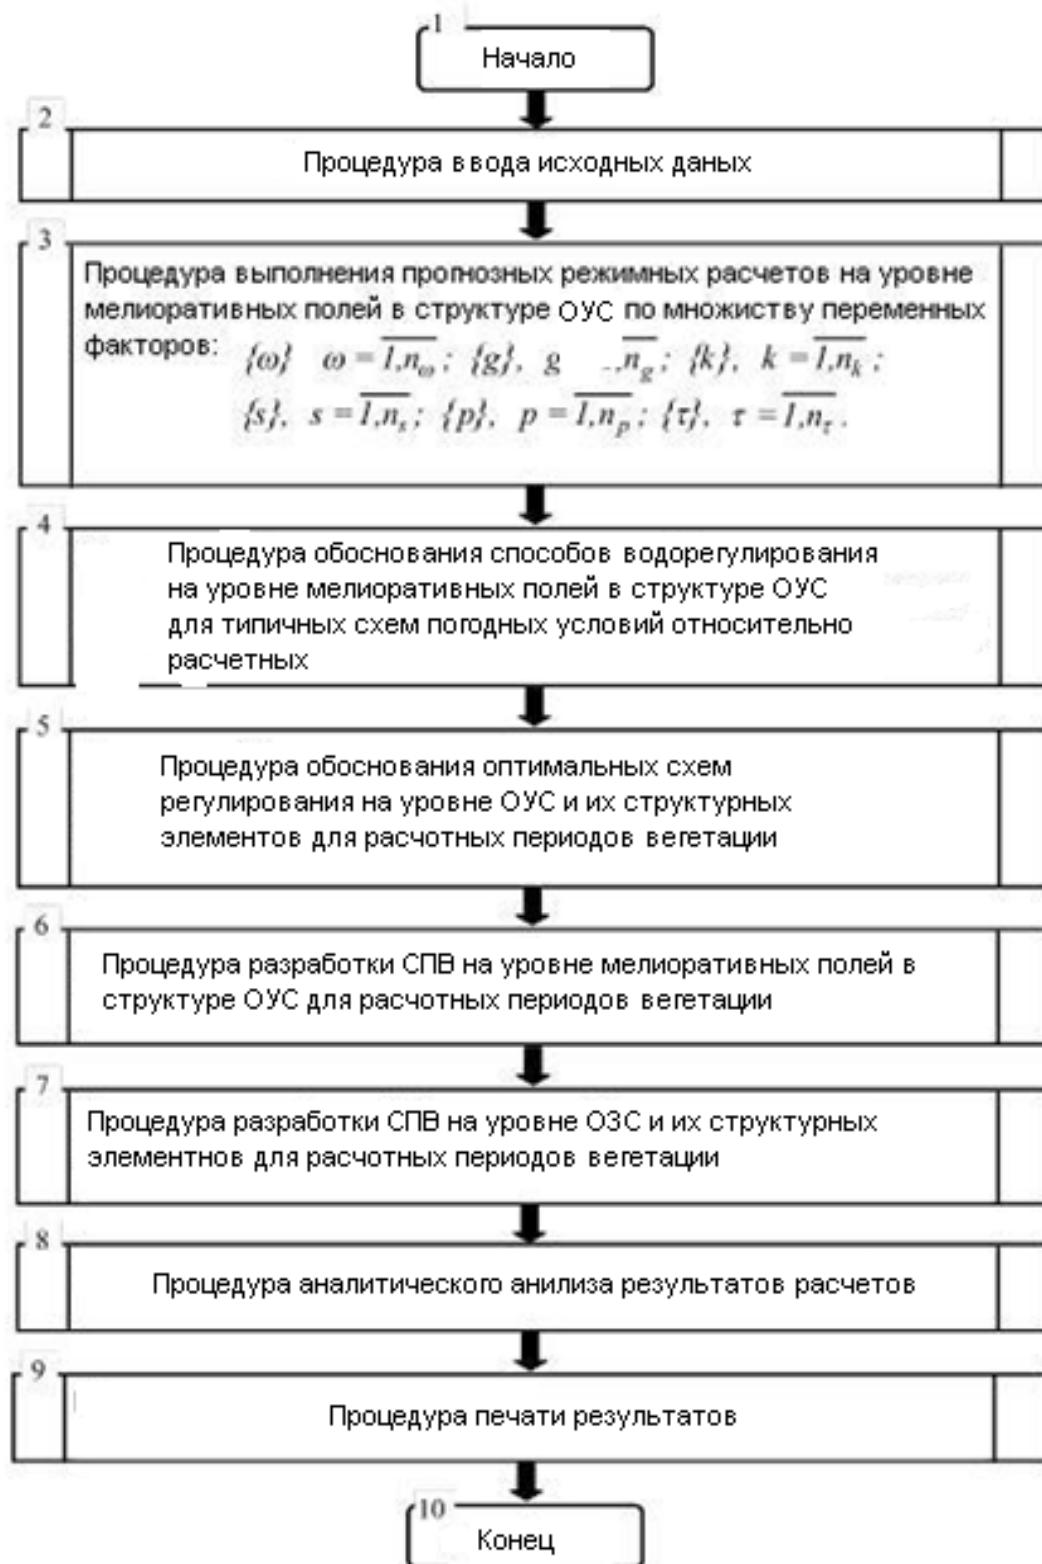 1
Начало
2
Процедура ввода исходных даных
3
Процедура выполнения прогнозных режимных расчетов на уровне
мелиоративных полей в структуре ОУС по множиству переменных
факторов:
{ω} ω = 1,n_ω ; {g}, g ..,n_g ; {k}, k = 1,n_k ;
{s}, s = 1,n_s ; {p}, p = 1,n_p ; {τ}, τ = 1,n_τ .
4
Процедура обоснования способов водорегулирования
на уровне мелиоративных полей в структуре ОУС
для типичных схем погодных условий относительно
расчетных
5
Процедура обоснования оптимальных схем
регулирования на уровне ОУС и их структурных
элементов для расчотных периодов вегетации
6
Процедура разработки СПВ на уровне мелиоративных полей в
структуре ОУС для расчотных периодов вегетации
7
Процедура разработки СПВ на уровне ОЗС и их структурных
элементнов для расчотных периодов вегетации
8
Процедура аналитического анилиза результатов расчетов
9
Процедура печати результатов
10
Конец